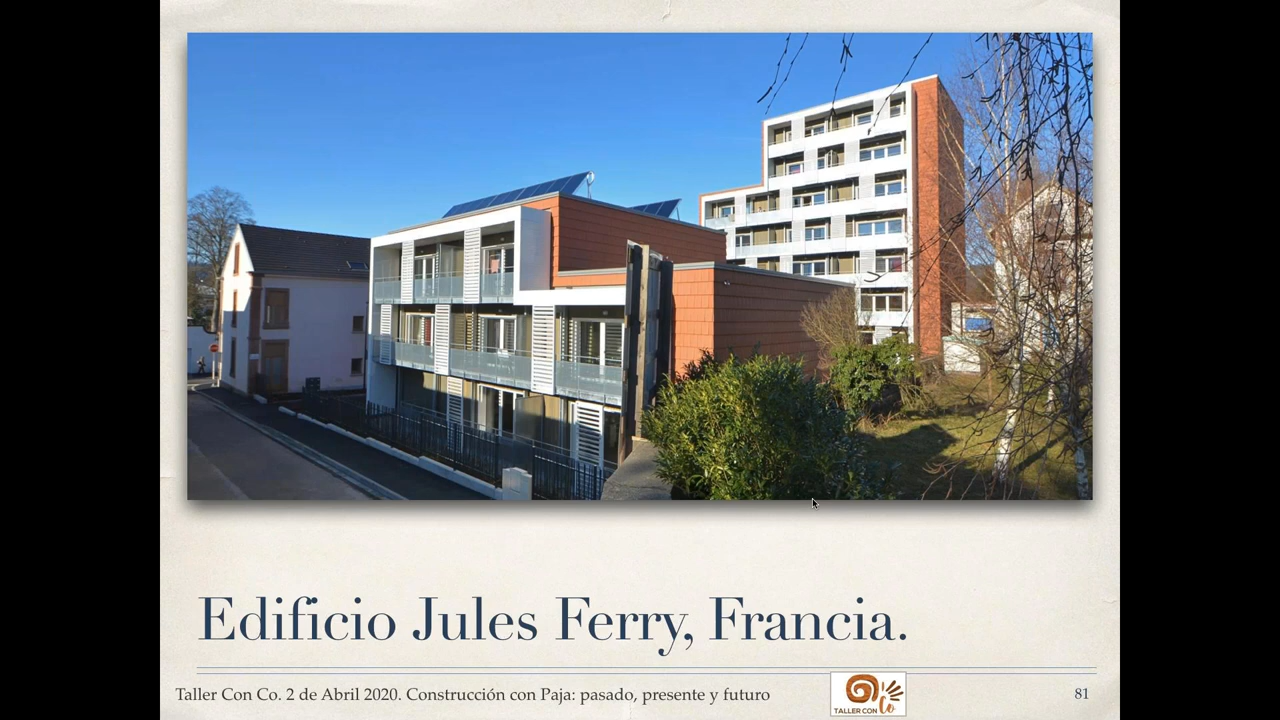 Edificio Jules Ferry, Francia.
Taller Con Co. 2 de Abril 2020. Construcción con Paja: pasado, presente y futuro
TALLER CON Co
81